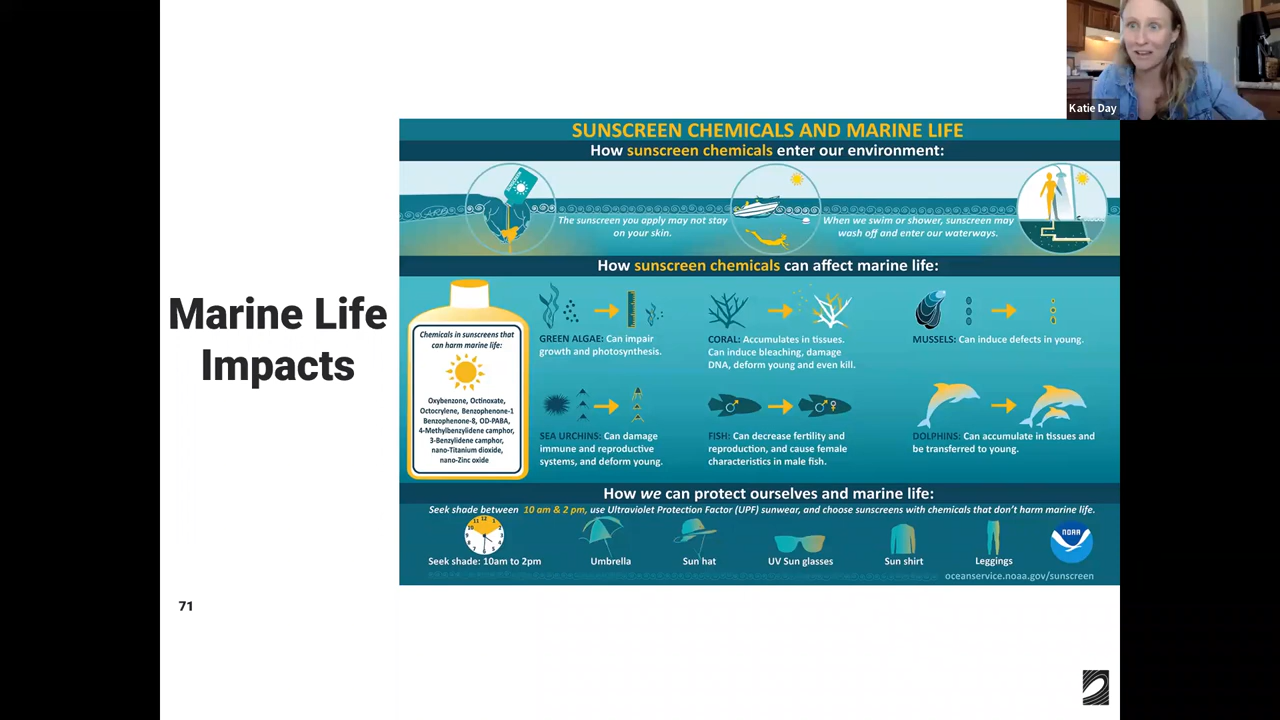 Katie Day
Marine Life
Impacts
SUNSCREEN CHEMICALS AND MARINE LIFE
How sunscreen chemicals enter our environment:
The sunscreen you apply may not stay
on your skin.
When we swim or shower, sunscreen may
wash off and enter our waterways.
How sunscreen chemicals can affect marine life:
Chemicals in sunscreens that
can harm marine life:
Oxybenzone, Octinoxate,
Octocrylene, Benzophenone-1
Benzophenone-8, OD-PABA,
4-Methylbenzylidene camphor,
3-Benzylidene camphor,
nano-Titanium dioxide,
nano-Zinc oxide
GREEN ALGAE: Can impair
growth and photosynthesis.
CORAL: Accumulates in tissues.
Can induce bleaching, damage
DNA, deform young and even kill.
MUSSELS: Can induce defects in young.
SEA URCHINS: Can damage
immune and reproductive
systems, and deform young.
FISH: Can decrease fertility and
reproduction, and cause female
characteristics in male fish.
DOLPHINS: Can accumulate in tissues and
be transferred to young.
How we can protect ourselves and marine life:
Seek shade between 10 am & 2 pm, use Ultraviolet Protection Factor (UPF) sunwear, and choose sunscreens with chemicals that don't harm marine life.
Seek shade: 10am to 2pm
Umbrella
Sun hat
UV Sun glasses
Sun shirt
Leggings
NOAA
oceanservice.noaa.gov/sunscreen
71